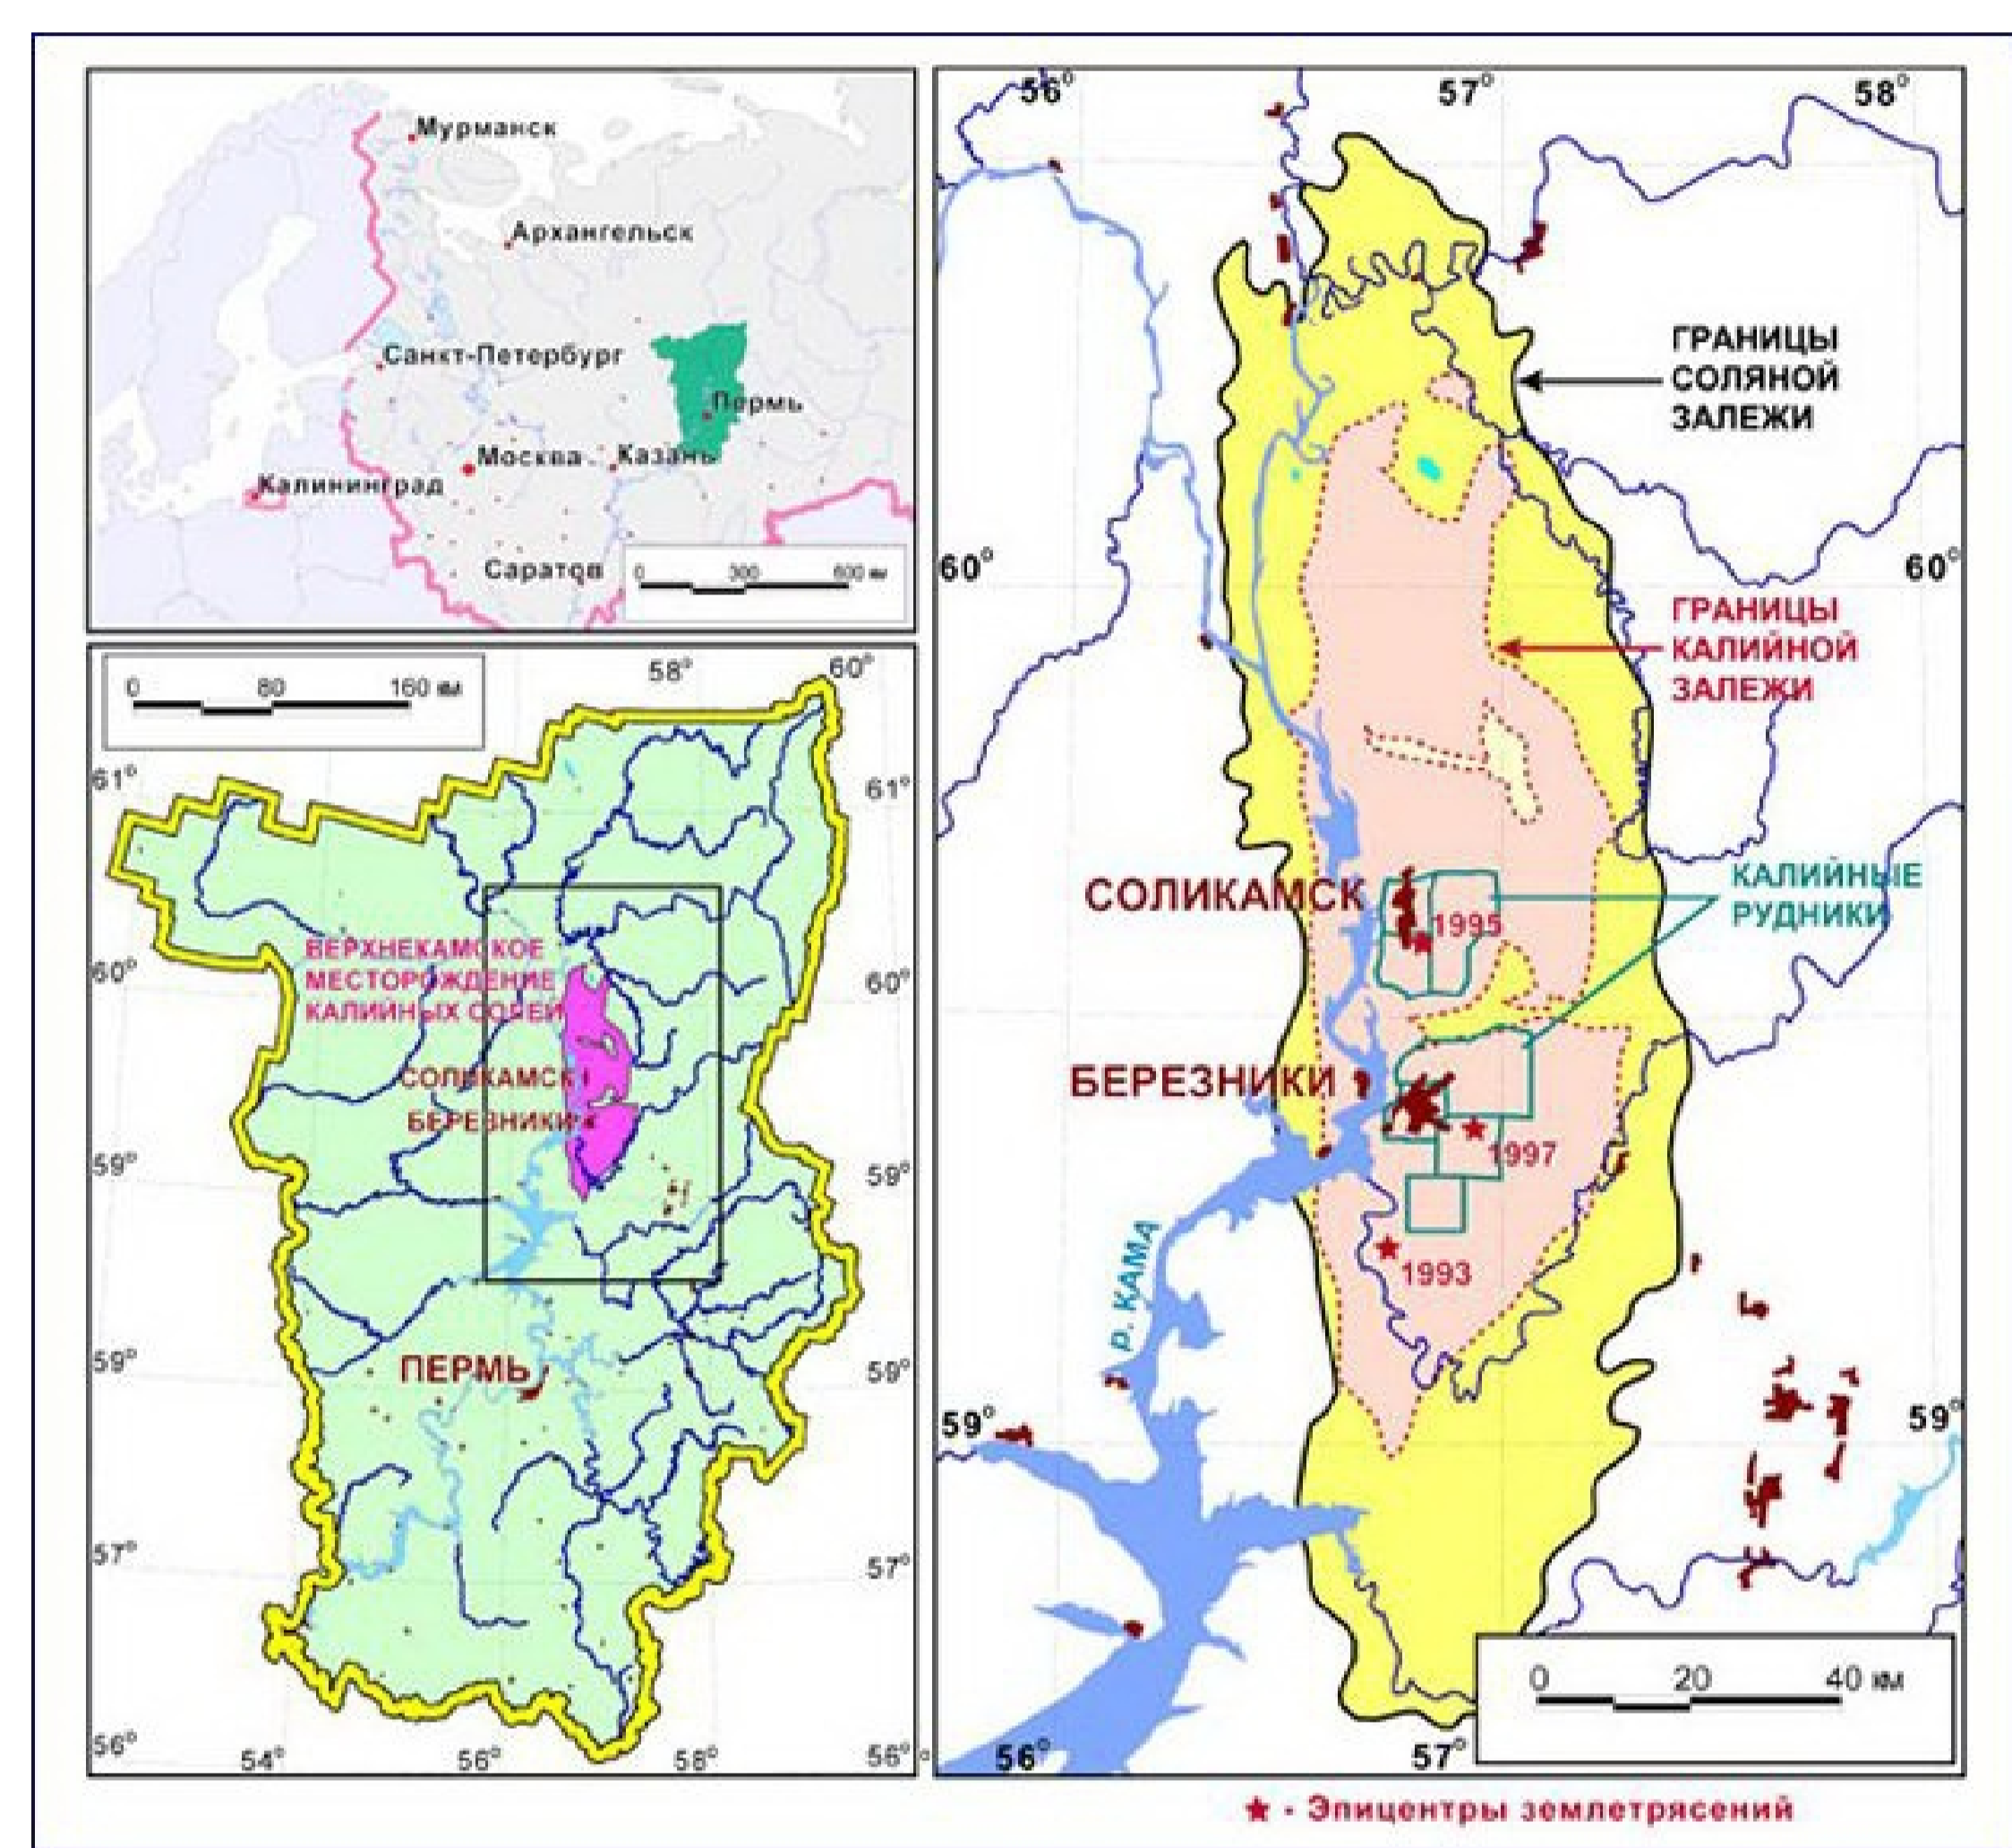 Мурманск
Архангельск
Санкт-Петербург
Пермь
Москва
Казань
Калининград
Саратов
0 300 600 км
0 80 160 км
58° 60°
61° 61°
ВЕРХНЕКАМСКОЕ
МЕСТОРОЖДЕНИЕ
КАЛИЙНЫХ СОЛЕЙ
60° 60°
СОЛИКАМСК
БЕРЕЗНИКИ
59° 59°
ПЕРМЬ
59° 59°
57° 57°
56° 54° 56° 58° 56°
56° 57° 58°
ГРАНИЦЫ
СОЛЯНОЙ
ЗАЛЕЖИ
60° 60°
ГРАНИЦЫ
КАЛИЙНОЙ
ЗАЛЕЖИ
КАЛИЙНЫЕ
РУДНИКИ
СОЛИКАМСК
1995
БЕРЕЗНИКИ
1997
р. КАМА
1993
59° 59°
0 20 40 км
56° 57°
- Эпицентры землетрясений